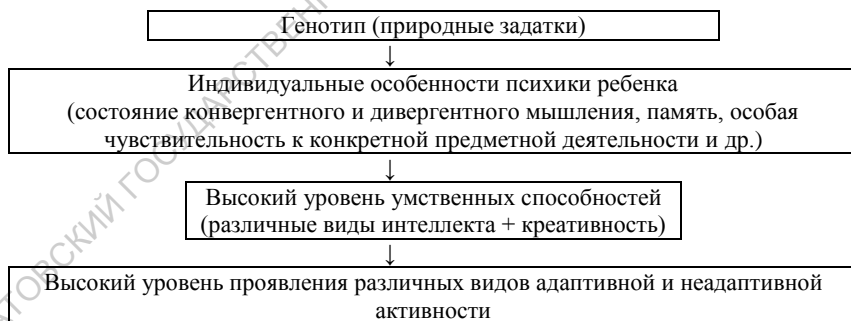 Генотип (природные задатки)
↓
Индивидуальные особенности психики ребенка
(состояние конвергентного и дивергентного мышления, память, особая
чувствительность к конкретной предметной деятельности и др.)
↓
Высокий уровень умственных способностей
(различные виды интеллекта + креативность)
↓
Высокий уровень проявления различных видов адаптивной и неадаптивной
активности